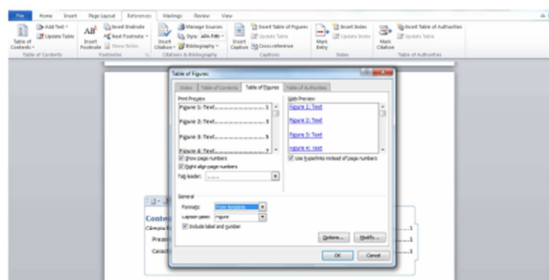 File Home Insert Page Layout References Mailings Review View
Table of Contents
Add Text
Update Table
Table of Contents
AB
Insert Footnote
Insert Endnote
Next Footnote
Show Notes
Footnotes
Insert Citation
Manage Sources
Style: APA Fifth
Bibliography
Citations & Bibliography
Insert Caption
Insert Table of Figures
Update Table
Cross-reference
Captions
Mark Entry
Insert Index
Update Index
Index
Mark Citation
Insert Table of Authorities
Update Table
Table of Authorities
Table of Figures
Index Table of Contents Table of Figures Table of Authorities
Print Preview
Figure 1: Text 1
Figure 2: Text 3
Figure 3: Text 5
Figure 4: Text 7
Show page numbers
Right align page numbers
Tab leader: .......
Web Preview
Figure 1: Text
Figure 2: Text
Figure 3: Text
Figure 4: Text
Use hyperlinks instead of page numbers
General
Formats: From template
Caption label: Figure
Include label and number
Options... Modify...
OK Cancel